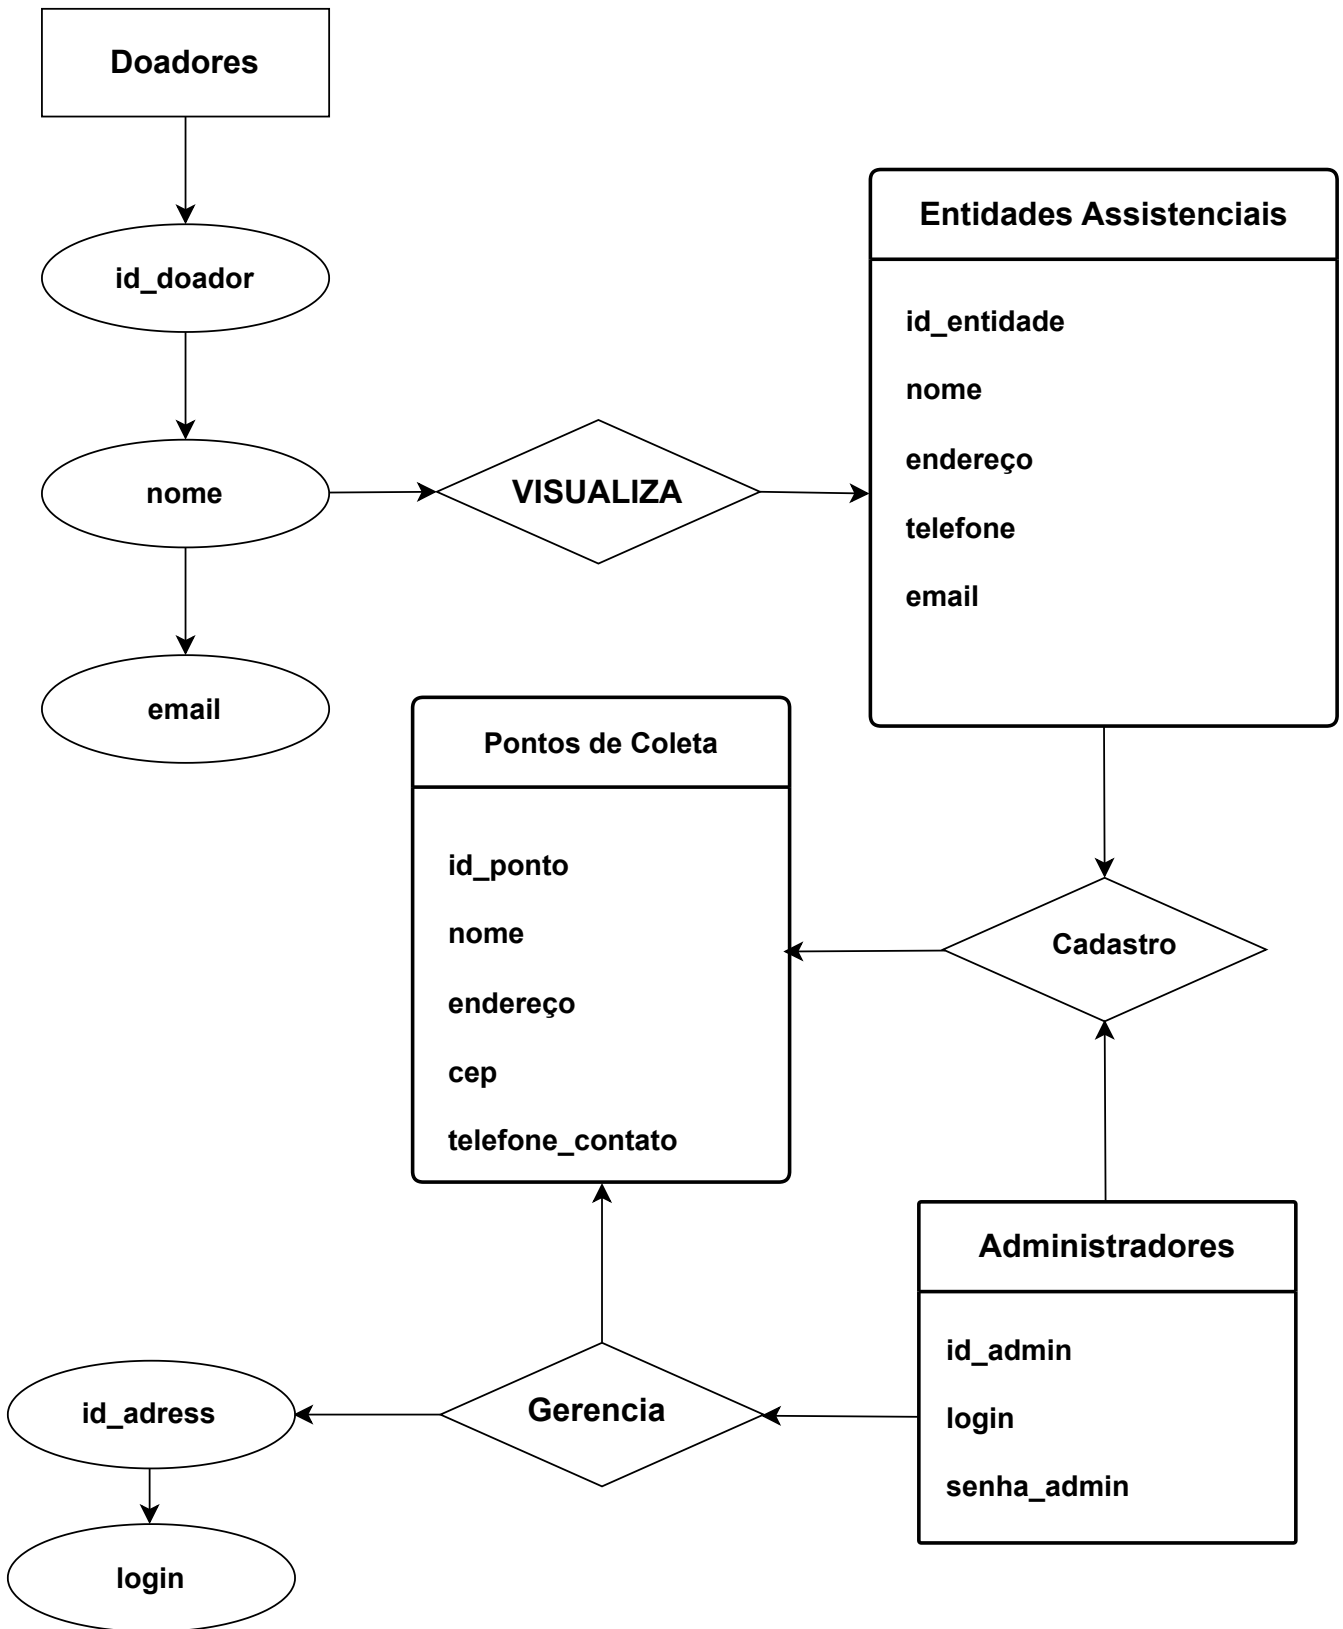 Doadores
id_doador
nome
email
VISUALIZA
Entidades Assistenciais
id_entidade
nome
endereço
telefone
email
Pontos de Coleta
id_ponto
nome
endereço
cep
telefone_contato
Cadastro
Administradores
id_admin
login
senha_admin
Gerencia
id_adress
login